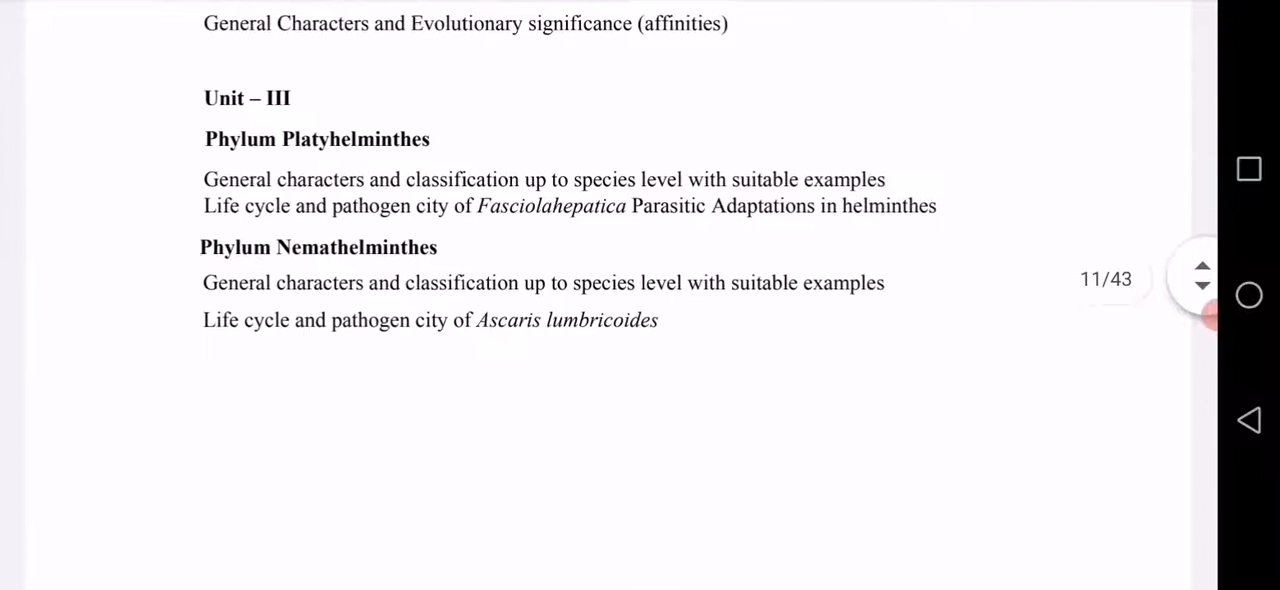 General Characters and Evolutionary significance (affinities)
Unit – III
Phylum Platyhelminthes
General characters and classification up to species level with suitable examples
Life cycle and pathogen city of Fasciolahepatica Parasitic Adaptations in helminthes
Phylum Nemathelminthes
General characters and classification up to species level with suitable examples
11/43
Life cycle and pathogen city of Ascaris lumbricoides